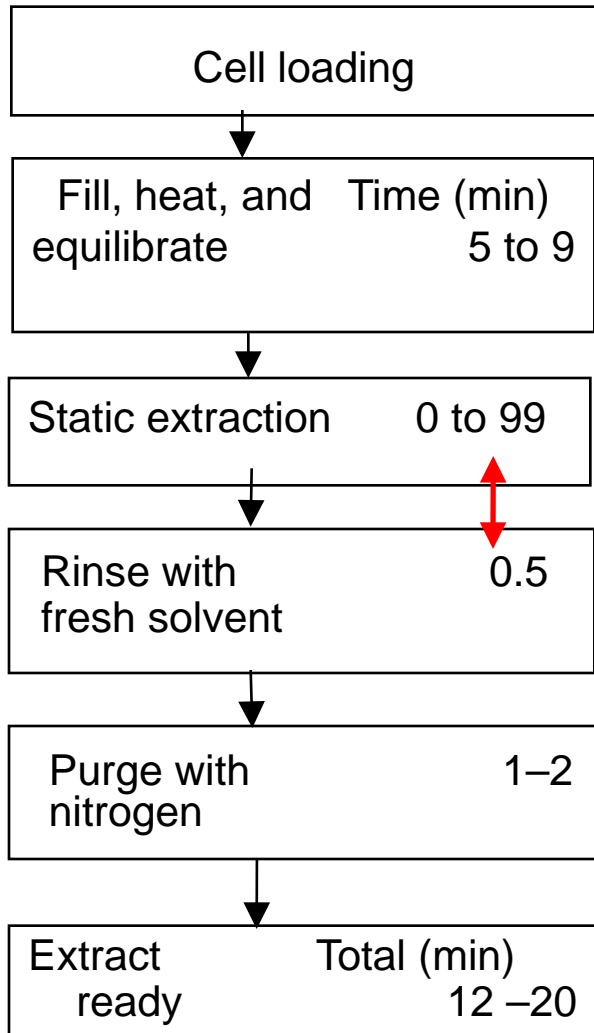 Cell loading
Fill, heat, and Time (min)
equilibrate 5 to 9
Static extraction 0 to 99
Rinse with 0.5
fresh solvent
Purge with 1–2
nitrogen
Extract Total (min)
ready 12 –20